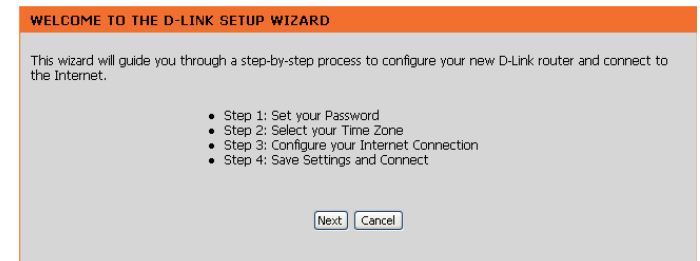 WELCOME TO THE D-LINK SETUP WIZARD
This wizard will guide you through a step-by-step process to configure your new D-Link router and connect to
the Internet.
• Step 1: Set your Password
• Step 2: Select your Time Zone
• Step 3: Configure your Internet Connection
• Step 4: Save Settings and Connect
Next Cancel